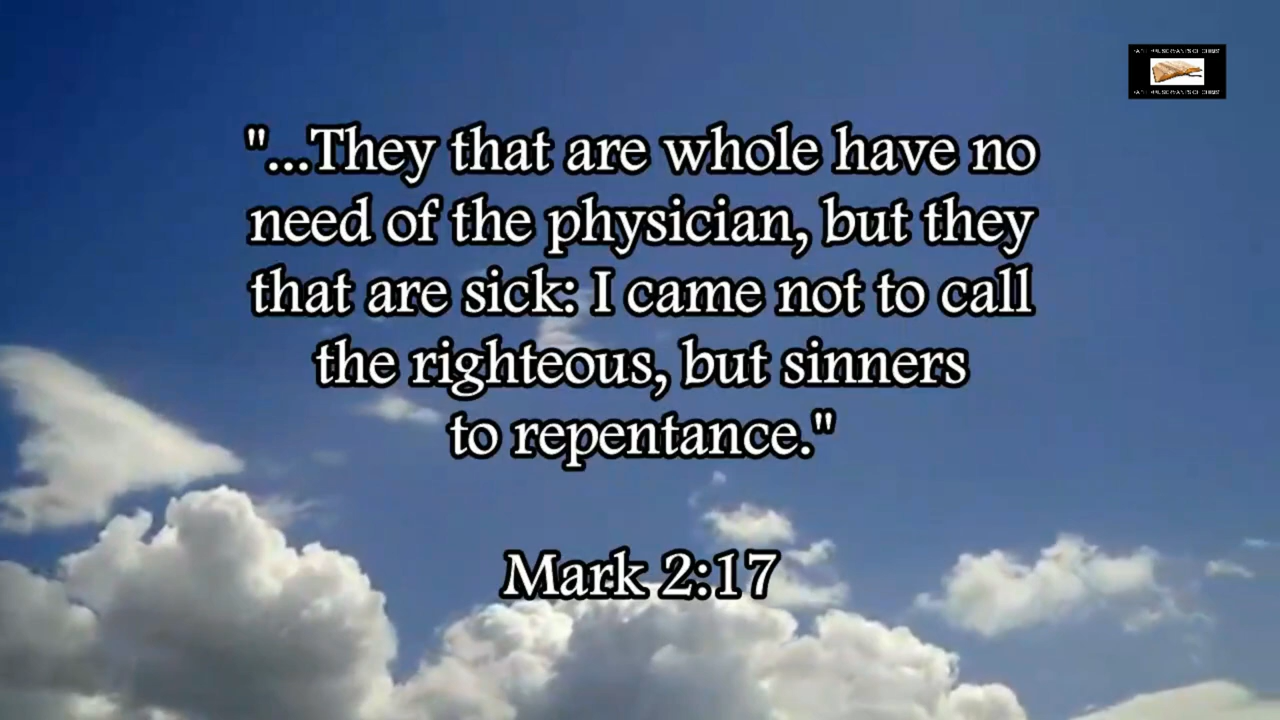 "...They that are whole have no
need of the physician, but they
that are sick: I came not to call
the righteous, but sinners
to repentance."
Mark 2:17